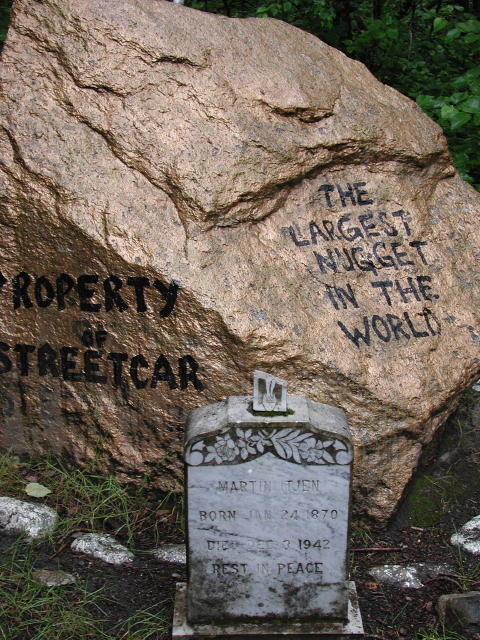 THE
LARGEST
NUGGET
IN THE
WORLD
PROPERTY
OF
STREETCAR
MARTIN ITJEN
BORN JAN 24 1870
DIED DEC 3 1942
REST IN PEACE